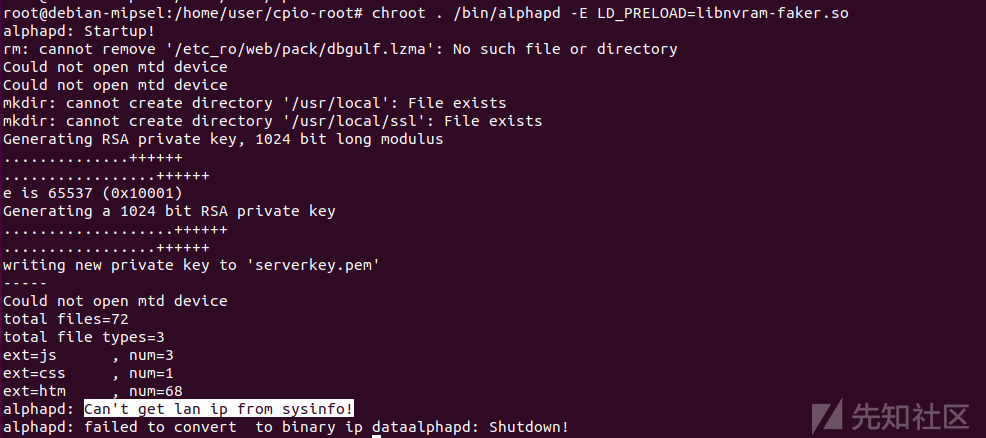 root@debian-mipsel:/home/user/cpio-root# chroot . /bin/alphapd -E LD_PRELOAD=libnvram-faker.so
alphapd: Startup!
rm: cannot remove '/etc_ro/web/pack/dbgulf.lzma': No such file or directory
Could not open mtd device
Could not open mtd device
mkdir: cannot create directory '/usr/local': File exists
mkdir: cannot create directory '/usr/local/ssl': File exists
Generating RSA private key, 1024 bit long modulus
...............++++++
..................++++++
e is 65537 (0x10001)
Generating a 1024 bit RSA private key
....................++++++
..................++++++
writing new private key to 'serverkey.pem'
-----
Could not open mtd device
total files=72
total file types=3
ext=js      , num=3
ext=css     , num=1
ext=htm     , num=68
alphapd: Can't get lan ip from sysinfo!
alphapd: failed to convert  to binary ip dataalphapd: Shutdown!
先知社区